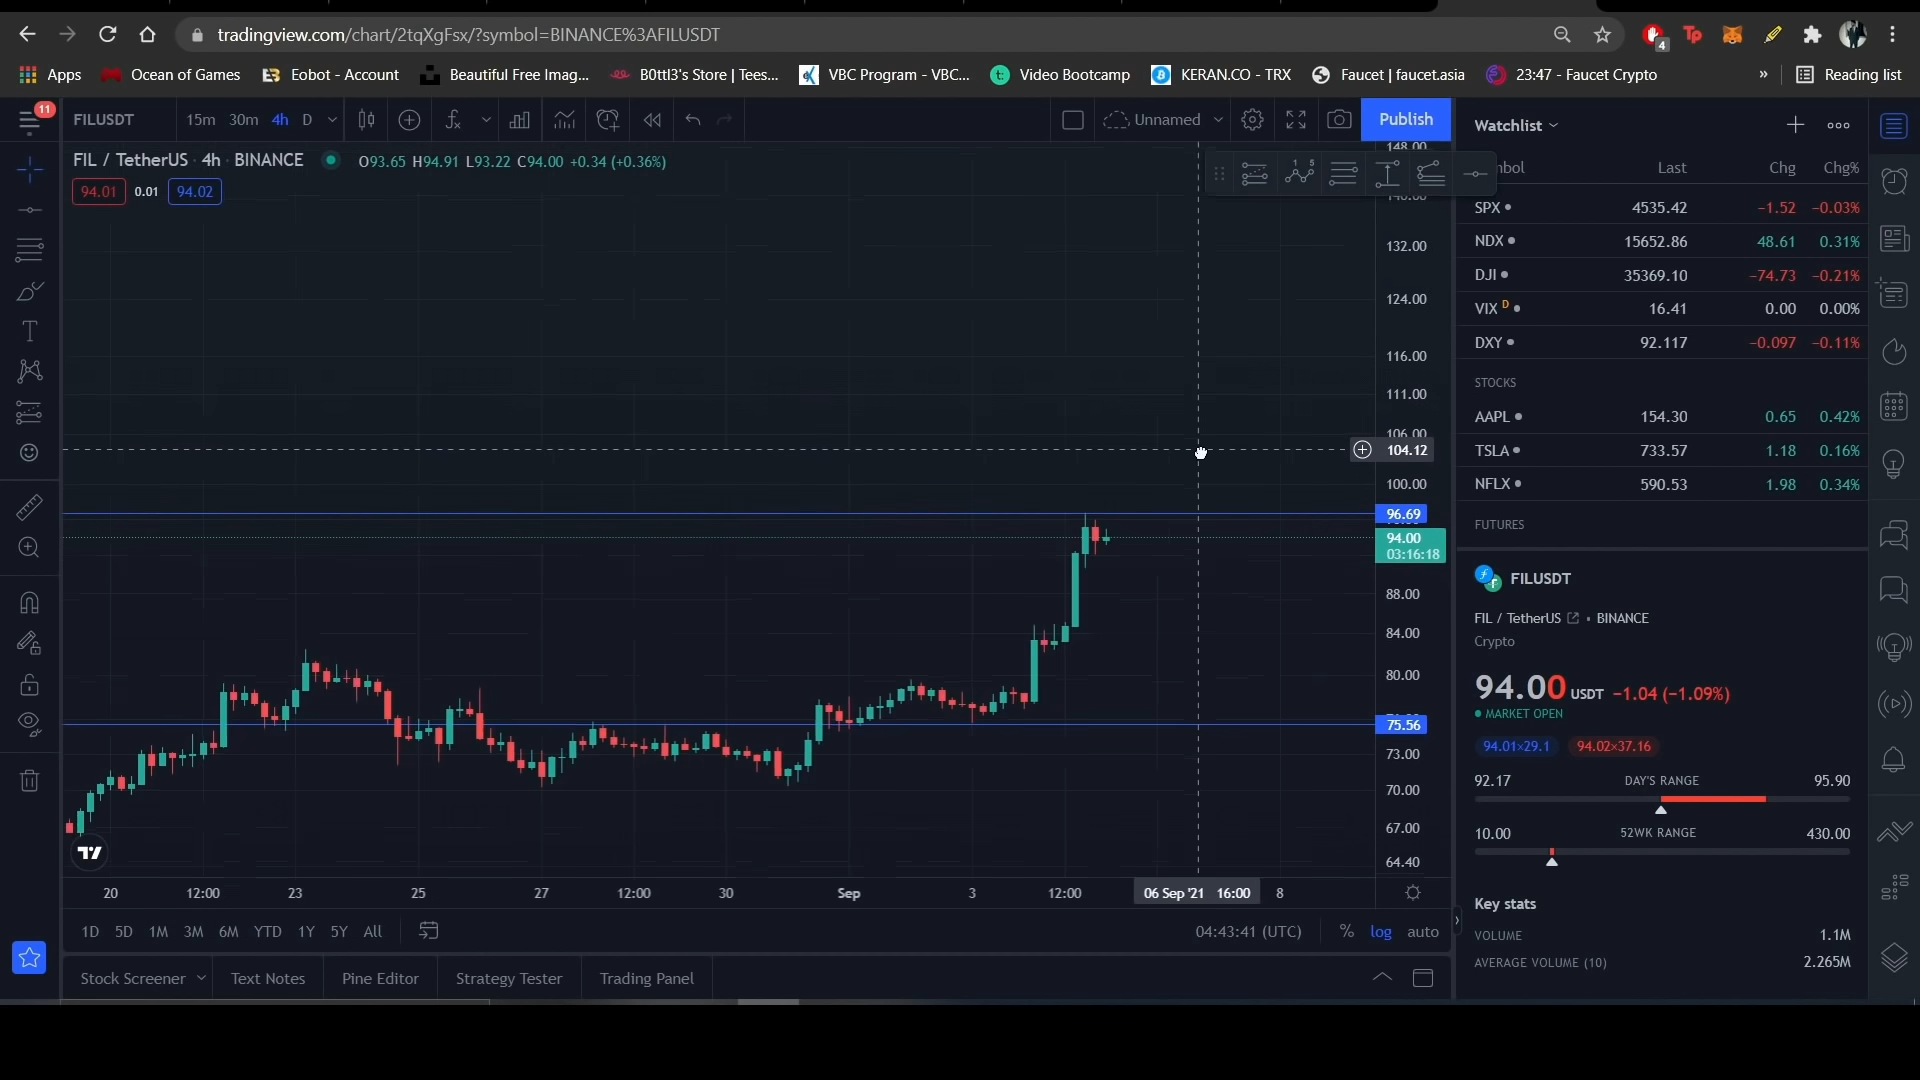 tradingview.com/chart/2tqXgFsx/?symbol=BINANCE%3AFILUSDT
4
Apps Ocean of Games Eobot - Account Beautiful Free Imag... B0ttl3's Store | Tees... VBC Program - VBC... Video Bootcamp KERAN.CO - TRX Faucet | faucet.asia 23:47 - Faucet Crypto » Reading list
11
FILUSDT 15m 30m 4h D Unnamed Publish
FIL / TetherUS · 4h · BINANCE O93.65 H94.91 L93.22 C94.00 +0.34 (+0.36%)
94.01 0.01 94.02
148.00
132.00
124.00
116.00
111.00
106.00
104.12
100.00
96.69
94.00
03:16:18
88.00
84.00
80.00
75.56
73.00
70.00
67.00
64.40
20 12:00 23 25 27 12:00 30 Sep 3 12:00 06 Sep '21 16:00 8
1D 5D 1M 3M 6M YTD 1Y 5Y All 04:43:41 (UTC) % log auto
Stock Screener Text Notes Pine Editor Strategy Tester Trading Panel
Watchlist
Last Chg Chg%
SPX 4535.42 −1.52 −0.03%
NDX 15652.86 48.61 0.31%
DJI 35369.10 −74.73 −0.21%
VIX D 16.41 0.00 0.00%
DXY 92.117 −0.097 −0.11%
STOCKS
AAPL 154.30 0.65 0.42%
TSLA 733.57 1.18 0.16%
NFLX 590.53 1.98 0.34%
FUTURES
FILUSDT
FIL / TetherUS • BINANCE
Crypto
94.00 USDT −1.04 (−1.09%)
MARKET OPEN
94.01×29.1 94.02×37.16
92.17 DAY'S RANGE 95.90
10.00 52WK RANGE 430.00
Key stats
VOLUME 1.1M
AVERAGE VOLUME (10) 2.265M